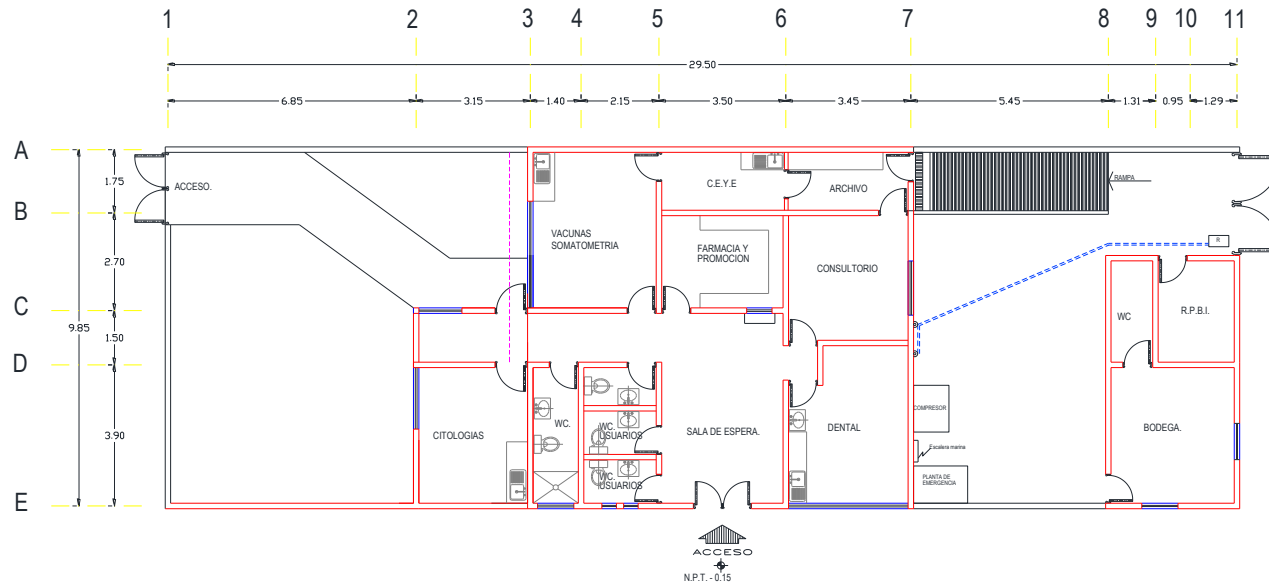 1 2 3 4 5 6 7 8 9 10 11
29.50
6.85 3.15 1.40 2.15 3.50 3.45 5.45 1.31 0.95 1.29
A
1.75
B
2.70
C
9.85
1.50
D
3.90
E
ACCESO.
VACUNAS
SOMATOMETRIA
C.E.Y.E
ARCHIVO
RAMPA
FARMACIA Y
PROMOCION
CONSULTORIO
R
WC
R.P.B.I.
CITOLOGIAS
WC.
WC.
USUARIOS
WC.
USUARIOS
SALA DE ESPERA.
DENTAL
COMPRESOR
Escalera marina
PLANTA DE
EMERGENCIA
BODEGA.
ACCESO
N.P.T. - 0.15